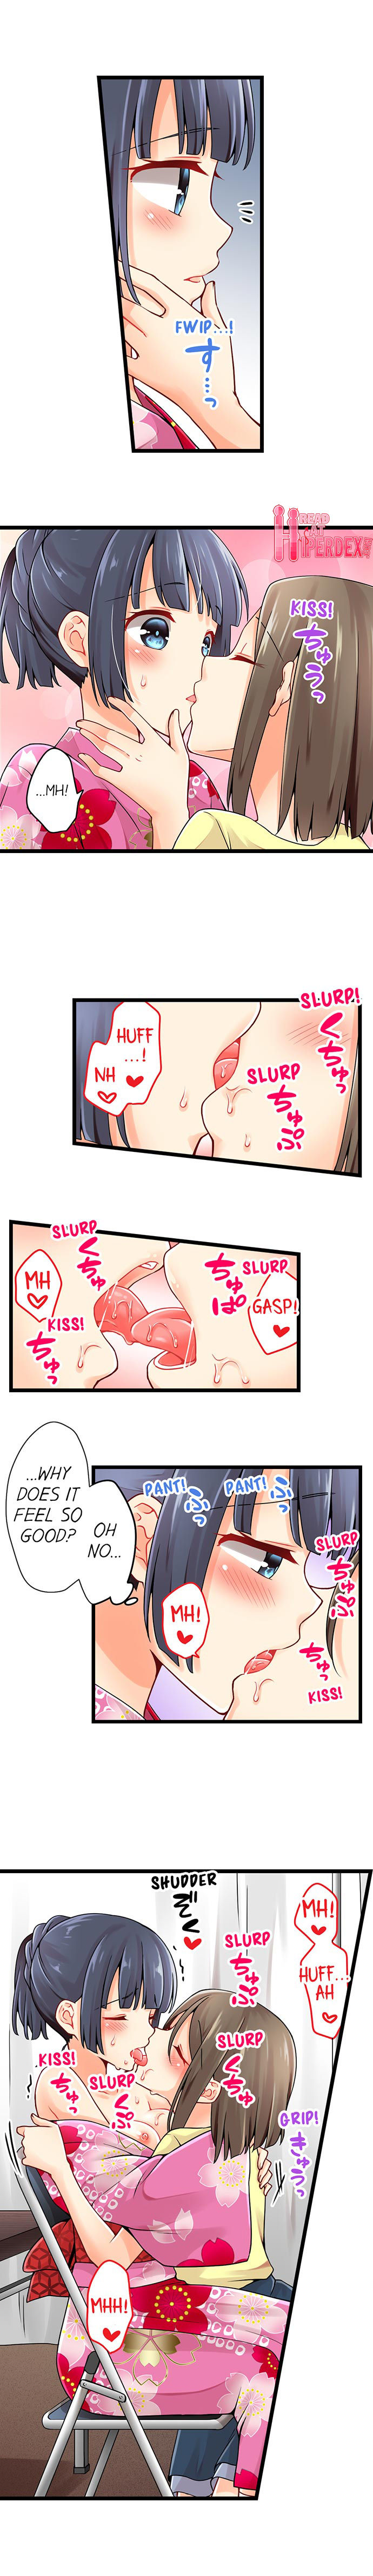 FWIP...!
す...っ
READ
AT
HIPERDEX
KISS!
ちゅうっ
...MH!
SLURP!
くちゅっ
HUFF
...!
NH
SLURP
ちゅぷ
SLURP
くちゅ
MH
KISS!
ちゅっ
SLURP
ちゅぱ
GASP!
...WHY
DOES IT
FEEL SO
GOOD?
OH
NO...
PANT!
ふっ
PANT!
ふっ
SLURP
ちゅぷ
MH!
ちゅっ
KISS!
SHUDDER
ぞく
MH!
HUFF...
AH
SLURP
ちゅぷ
SLURP
くちゅ
KISS!
ちゅっ
SLURP
くぷ
GRIP!
きゅうっ
MHH!